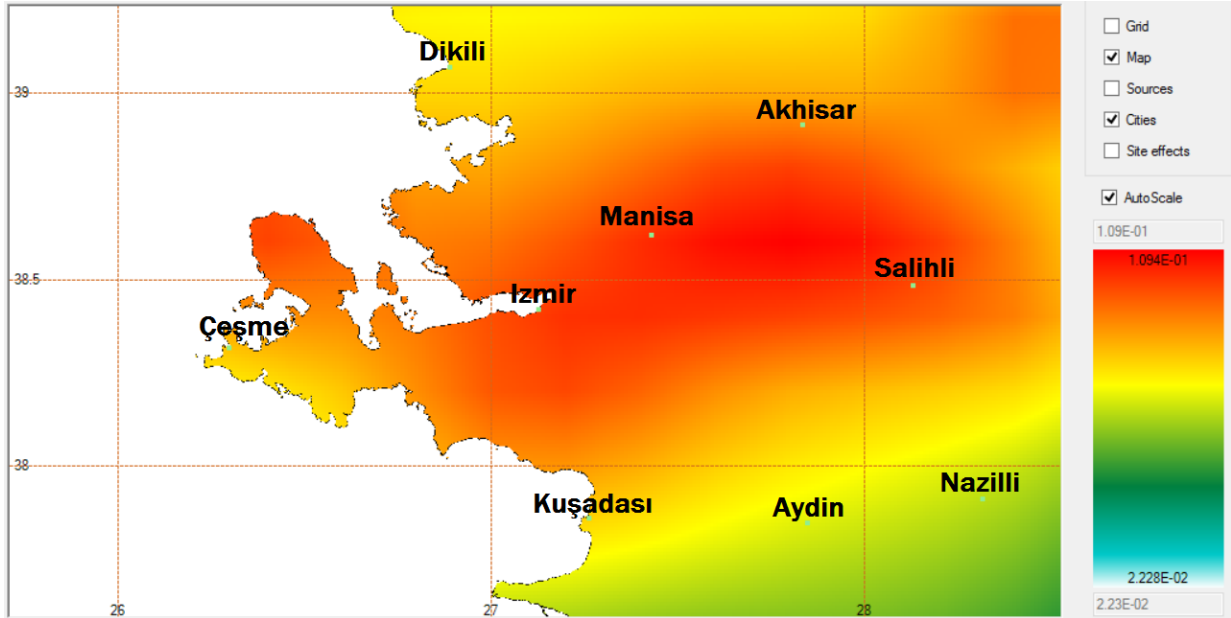 Dikili
39
Akhisar
Manisa
Salihli
38.5
Izmir
Çeşme
38
Nazilli
Kuşadası
Aydin
26
27
28
Grid
Map
Sources
Cities
Site effects
AutoScale
1.09E-01
1.094E-01
2.228E-02
2.23E-02